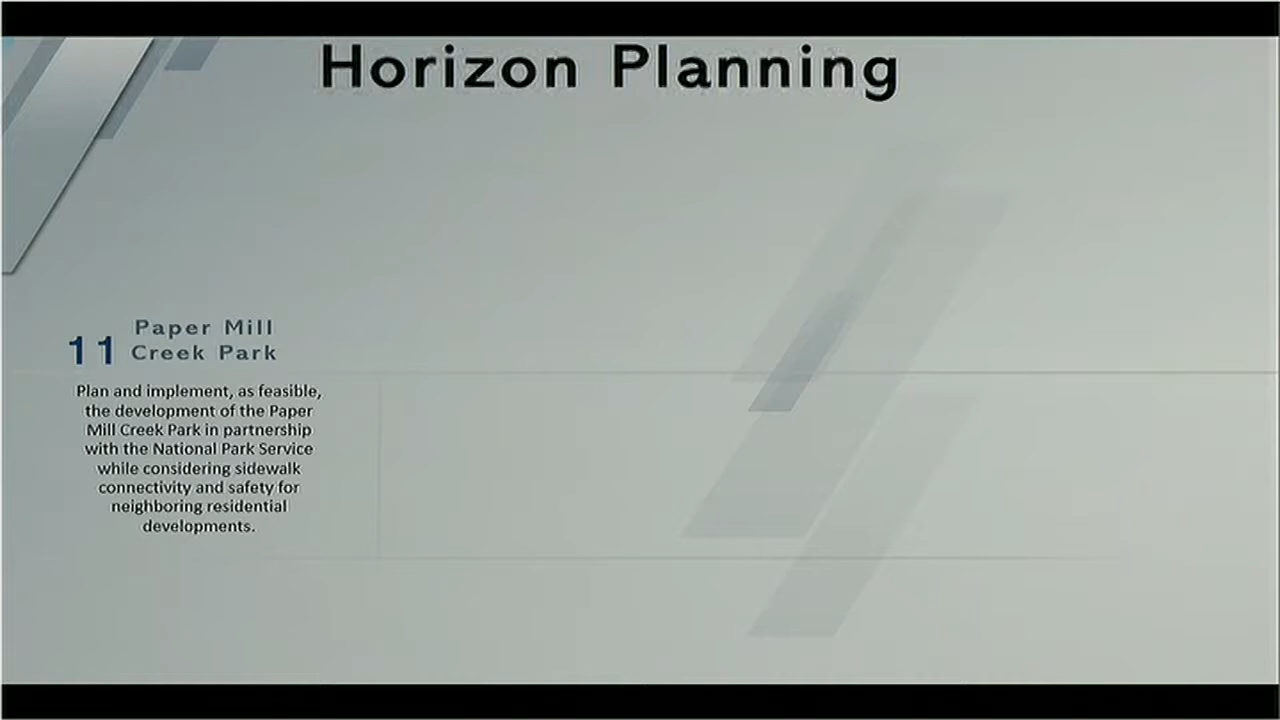 Horizon Planning
11
Paper Mill
Creek Park
Plan and implement, as feasible,
the development of the Paper
Mill Creek Park in partnership
with the National Park Service
while considering sidewalk
connectivity and safety for
neighboring residential
developments.